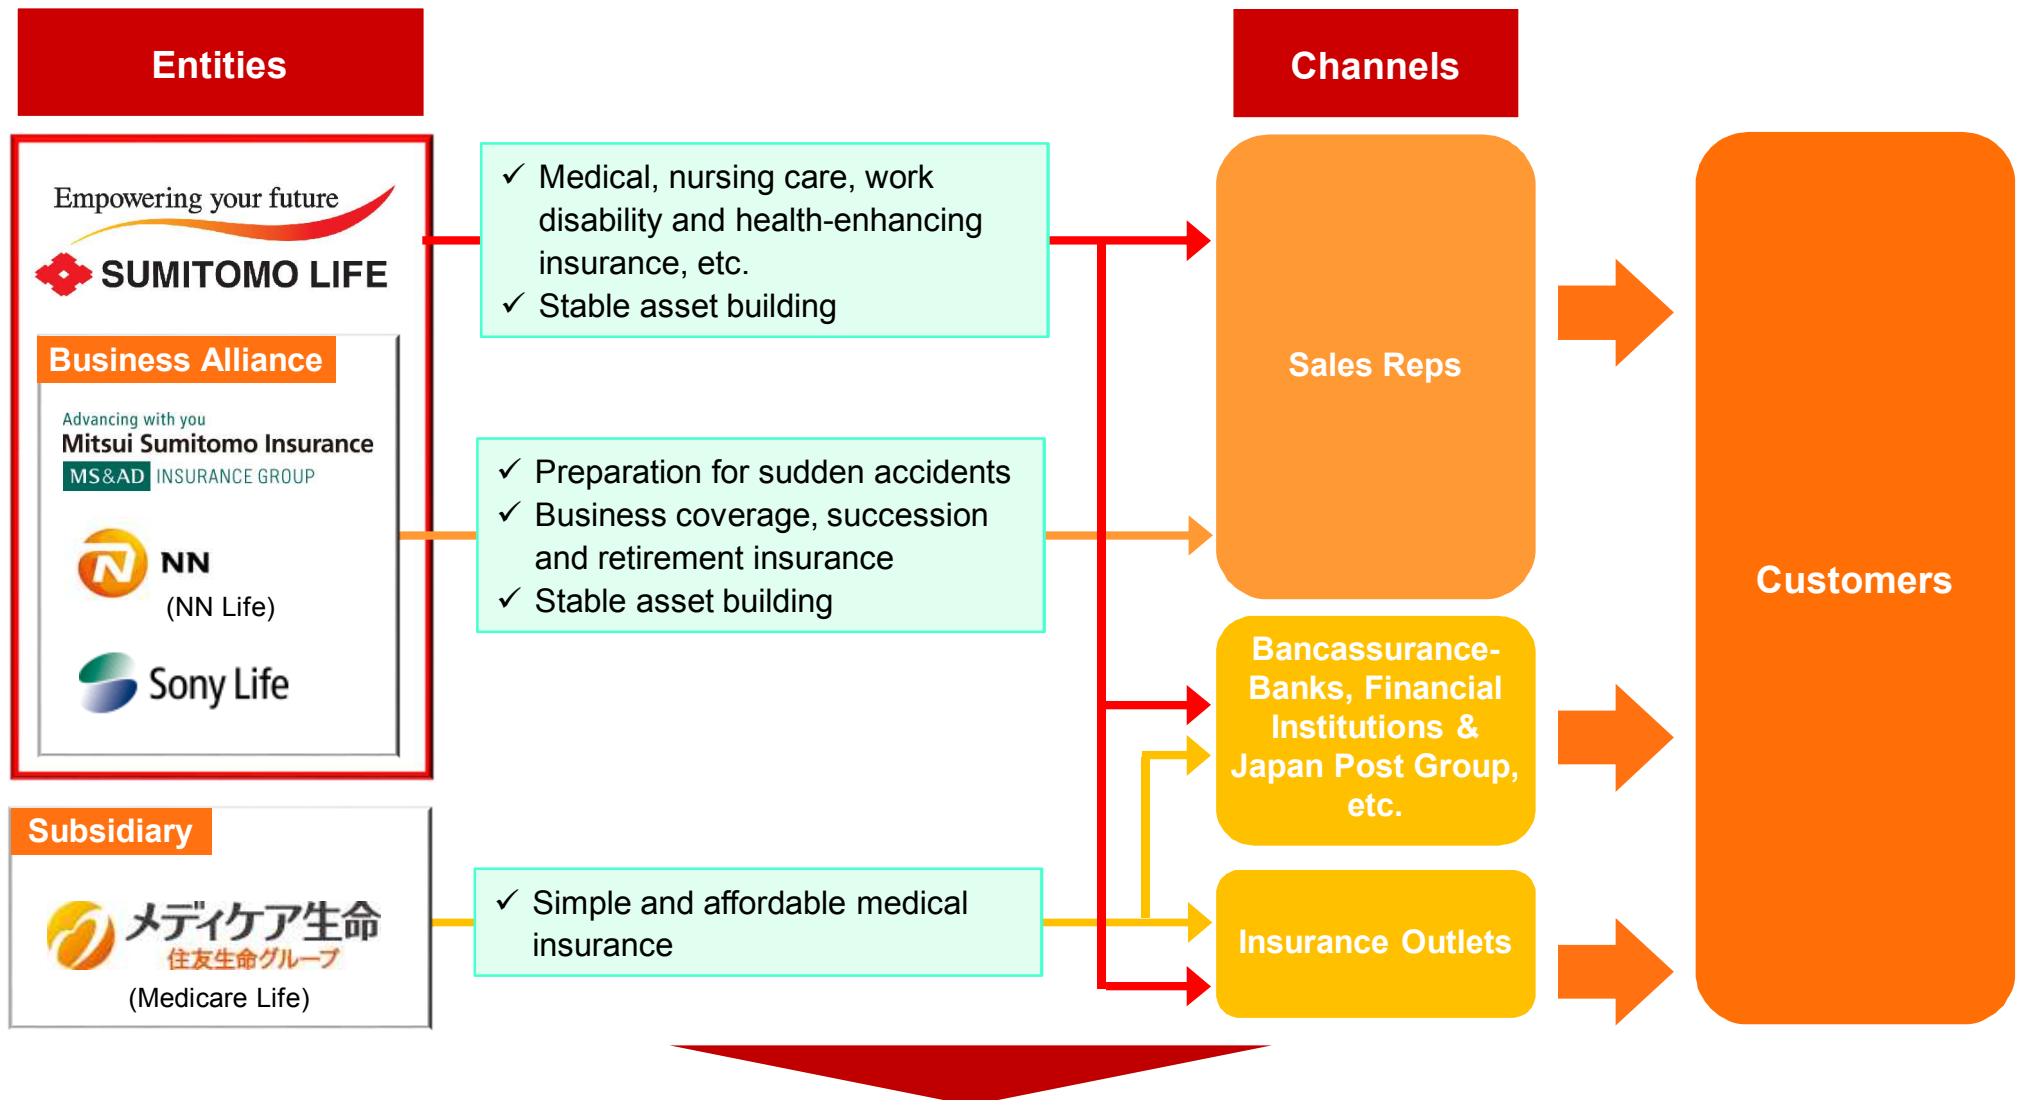 Entities
Channels
Empowering your future
SUMITOMO LIFE
Business Alliance
Advancing with you
Mitsui Sumitomo Insurance
MS&AD INSURANCE GROUP
NN
(NN Life)
Sony Life
Subsidiary
メディケア生命
住友生命グループ
(Medicare Life)
✓ Medical, nursing care, work
disability and health-enhancing
insurance, etc.
✓ Stable asset building
✓ Preparation for sudden accidents
✓ Business coverage, succession
and retirement insurance
✓ Stable asset building
✓ Simple and affordable medical
insurance
Sales Reps
Bancassurance-
Banks, Financial
Institutions &
Japan Post Group,
etc.
Insurance Outlets
Customers